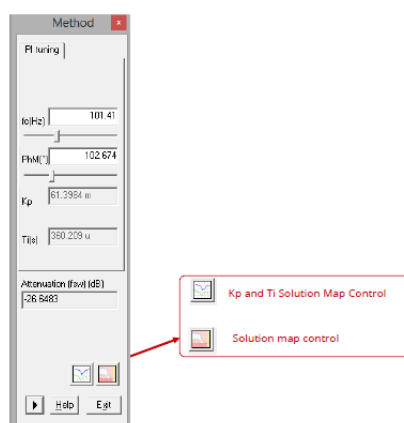 Method
PI tuning
fc(Hz) 101.41
PhM(°) 102.674
Kp 61.3984 m
Ti(s) 360.209 u
Attenuation (fsw) (dB)
-26.6483
Kp and Ti Solution Map Control
Solution map control
Help Exit